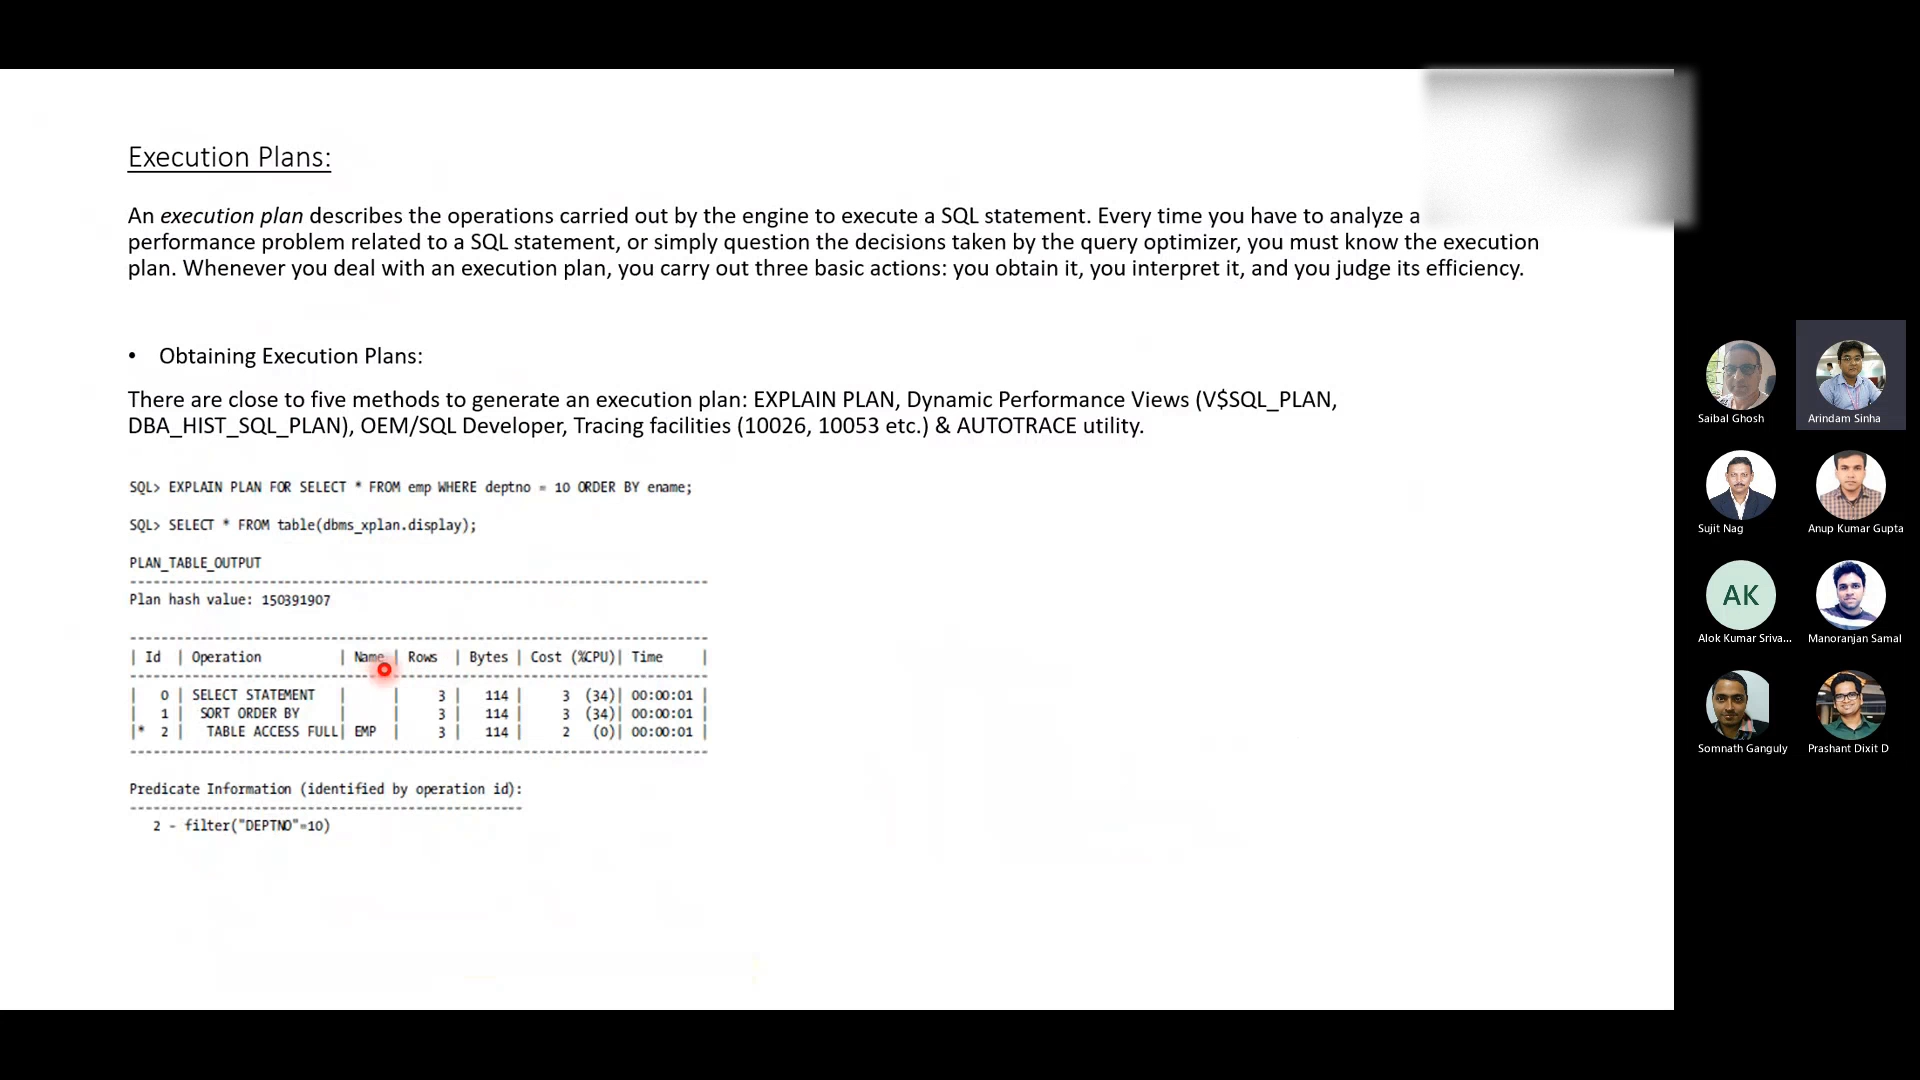 Execution Plans:
An execution plan describes the operations carried out by the engine to execute a SQL statement. Every time you have to analyze a
performance problem related to a SQL statement, or simply question the decisions taken by the query optimizer, you must know the execution
plan. Whenever you deal with an execution plan, you carry out three basic actions: you obtain it, you interpret it, and you judge its efficiency.
• Obtaining Execution Plans:
There are close to five methods to generate an execution plan: EXPLAIN PLAN, Dynamic Performance Views (V$SQL_PLAN,
DBA_HIST_SQL_PLAN), OEM/SQL Developer, Tracing facilities (10026, 10053 etc.) & AUTOTRACE utility.
SQL> EXPLAIN PLAN FOR SELECT * FROM emp WHERE deptno = 10 ORDER BY ename;
SQL> SELECT * FROM table(dbms_xplan.display);
PLAN_TABLE_OUTPUT
--------------------------------------------------------------------------
Plan hash value: 150391907
--------------------------------------------------------------------------
| Id  | Operation          | Name | Rows  | Bytes | Cost (%CPU)| Time     |
--------------------------------------------------------------------------
|   0 | SELECT STATEMENT   |      |     3 |   114 |     3  (34)| 00:00:01 |
|   1 |  SORT ORDER BY     |      |     3 |   114 |     3  (34)| 00:00:01 |
|*  2 |   TABLE ACCESS FULL| EMP  |     3 |   114 |     2   (0)| 00:00:01 |
--------------------------------------------------------------------------
Predicate Information (identified by operation id):
---------------------------------------------------
2 - filter("DEPTNO"=10)
Saibal Ghosh
Arindam Sinha
Sujit Nag
Anup Kumar Gupta
AK
Alok Kumar Sriva...
Manoranjan Samal
Somnath Ganguly
Prashant Dixit D